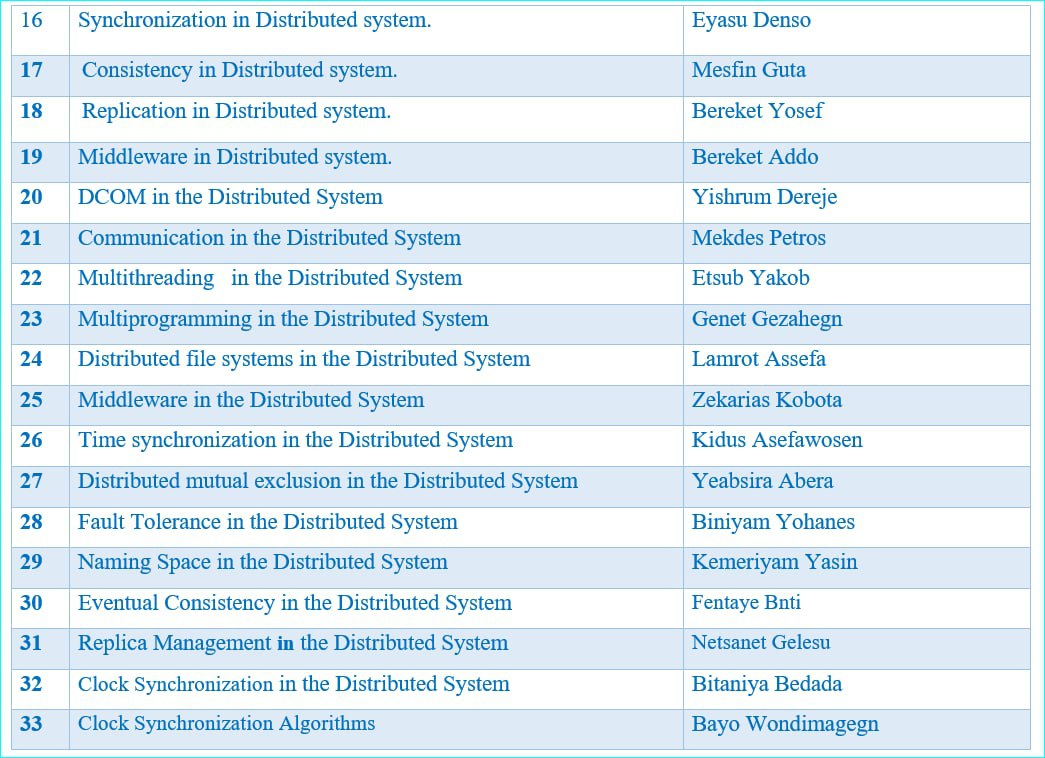 16 Synchronization in Distributed system. Eyasu Denso
17 Consistency in Distributed system. Mesfin Guta
18 Replication in Distributed system. Bereket Yosef
19 Middleware in Distributed system. Bereket Addo
20 DCOM in the Distributed System Yishrum Dereje
21 Communication in the Distributed System Mekdes Petros
22 Multithreading in the Distributed System Etsub Yakob
23 Multiprogramming in the Distributed System Genet Gezahegn
24 Distributed file systems in the Distributed System Lamrot Assefa
25 Middleware in the Distributed System Zekarias Kobota
26 Time synchronization in the Distributed System Kidus Asefawosen
27 Distributed mutual exclusion in the Distributed System Yeabsira Abera
28 Fault Tolerance in the Distributed System Biniyam Yohanes
29 Naming Space in the Distributed System Kemeriyam Yasin
30 Eventual Consistency in the Distributed System Fentaye Bnti
31 Replica Management in the Distributed System Netsanet Gelesu
32 Clock Synchronization in the Distributed System Bitaniya Bedada
33 Clock Synchronization Algorithms Bayo Wondimagegn